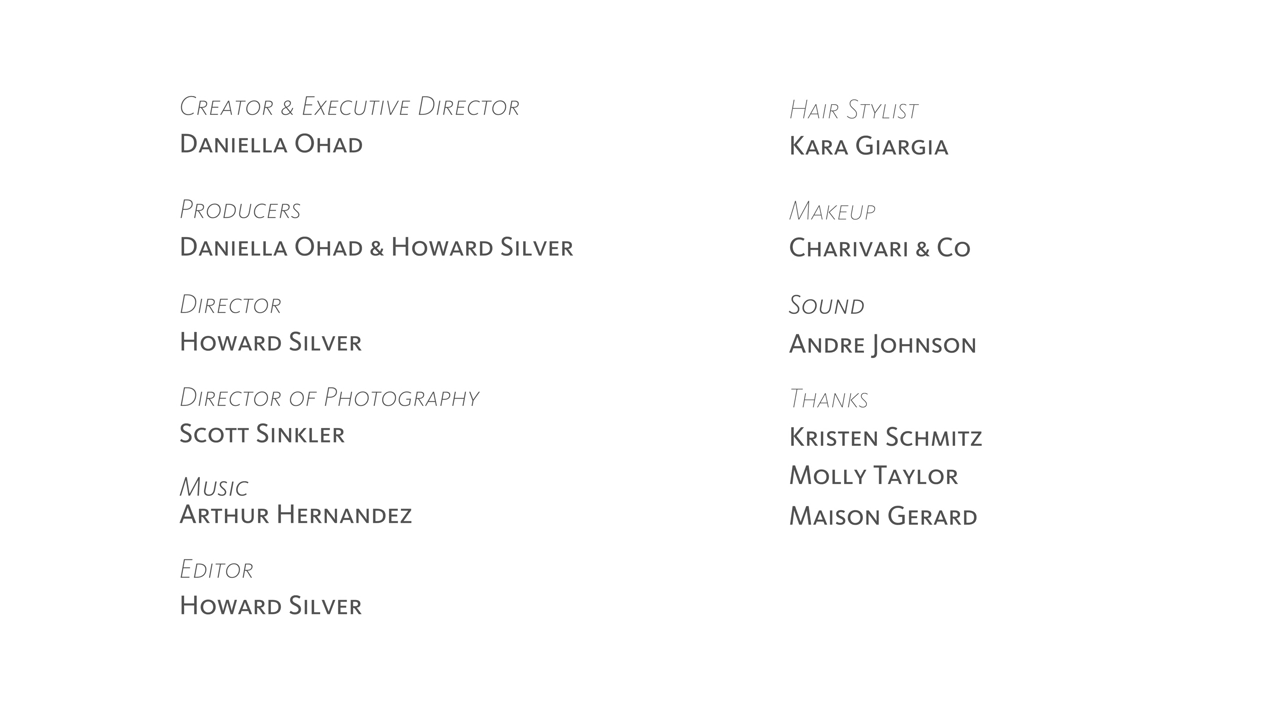 Creator & Executive Director
Daniella Ohad
Producers
Daniella Ohad & Howard Silver
Director
Howard Silver
Director of Photography
Scott Sinkler
Music
Arthur Hernandez
Editor
Howard Silver
Hair Stylist
Kara Giargia
Makeup
Charivari & Co
Sound
Andre Johnson
Thanks
Kristen Schmitz
Molly Taylor
Maison Gerard